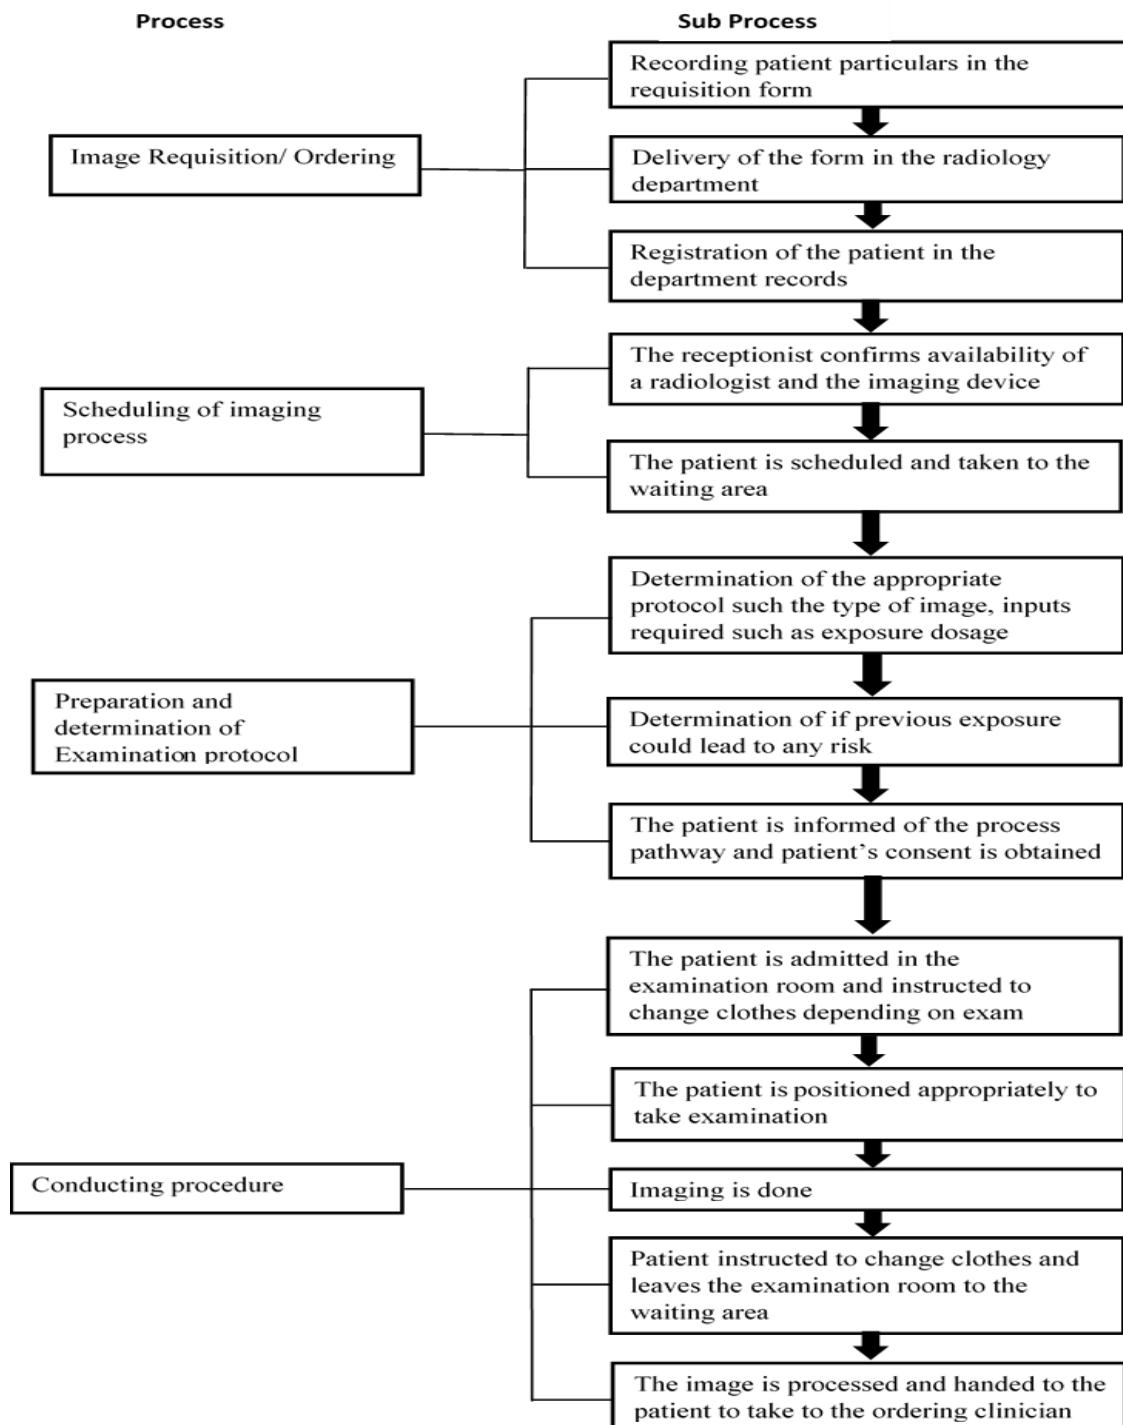 Process
Sub Process
Recording patient particulars in the
requisition form
Image Requisition/ Ordering
Delivery of the form in the radiology
department
Registration of the patient in the
department records
The receptionist confirms availability of
a radiologist and the imaging device
Scheduling of imaging
process
The patient is scheduled and taken to the
waiting area
Determination of the appropriate
protocol such the type of image, inputs
required such as exposure dosage
Preparation and
determination of
Examination protocol
Determination of if previous exposure
could lead to any risk
The patient is informed of the process
pathway and patient's consent is obtained
The patient is admitted in the
examination room and instructed to
change clothes depending on exam
The patient is positioned appropriately to
take examination
Conducting procedure
Imaging is done
Patient instructed to change clothes and
leaves the examination room to the
waiting area
The image is processed and handed to the
patient to take to the ordering clinician